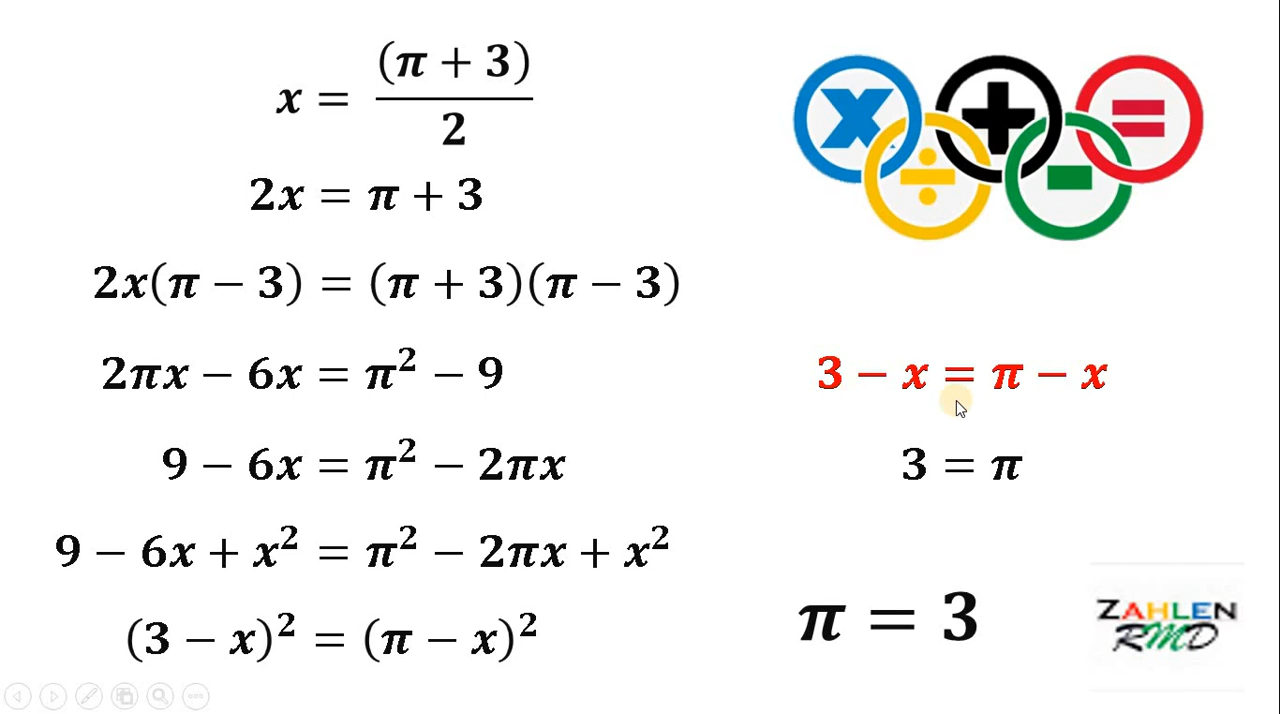 x = (π + 3) / 2
2x = π + 3
2x(π − 3) = (π + 3)(π − 3)
2πx − 6x = π² − 9
9 − 6x = π² − 2πx
9 − 6x + x² = π² − 2πx + x²
(3 − x)² = (π − x)²
× + =
÷ -
3 − x = π − x
3 = π
π = 3
ZAHLEN
RMD